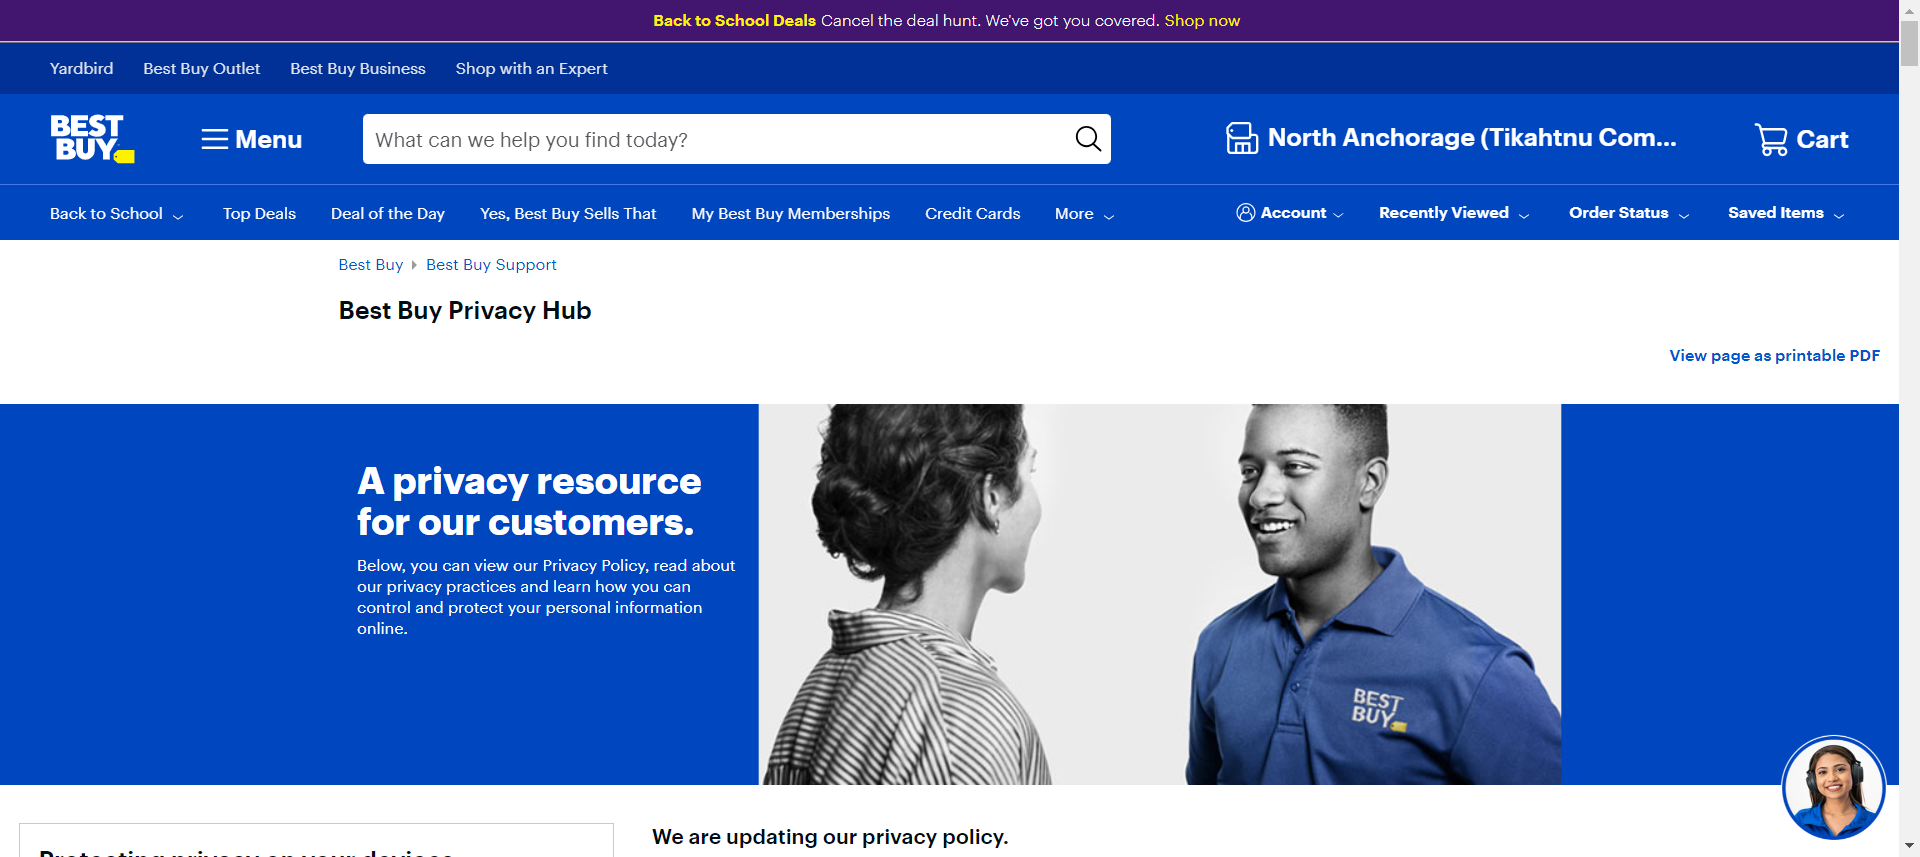 Back to School Deals Cancel the deal hunt. We've got you covered. Shop now
Yardbird Best Buy Outlet Best Buy Business Shop with an Expert
BEST
BUY
Menu
What can we help you find today?
North Anchorage (Tikahtnu Com...
Cart
Back to School Top Deals Deal of the Day Yes, Best Buy Sells That My Best Buy Memberships Credit Cards More Account Recently Viewed Order Status Saved Items
Best Buy Best Buy Support
Best Buy Privacy Hub
View page as printable PDF
A privacy resource
for our customers.
Below, you can view our Privacy Policy, read about
our privacy practices and learn how you can
control and protect your personal information
online.
BEST
BUY
We are updating our privacy policy.
Protecting privacy on your devices